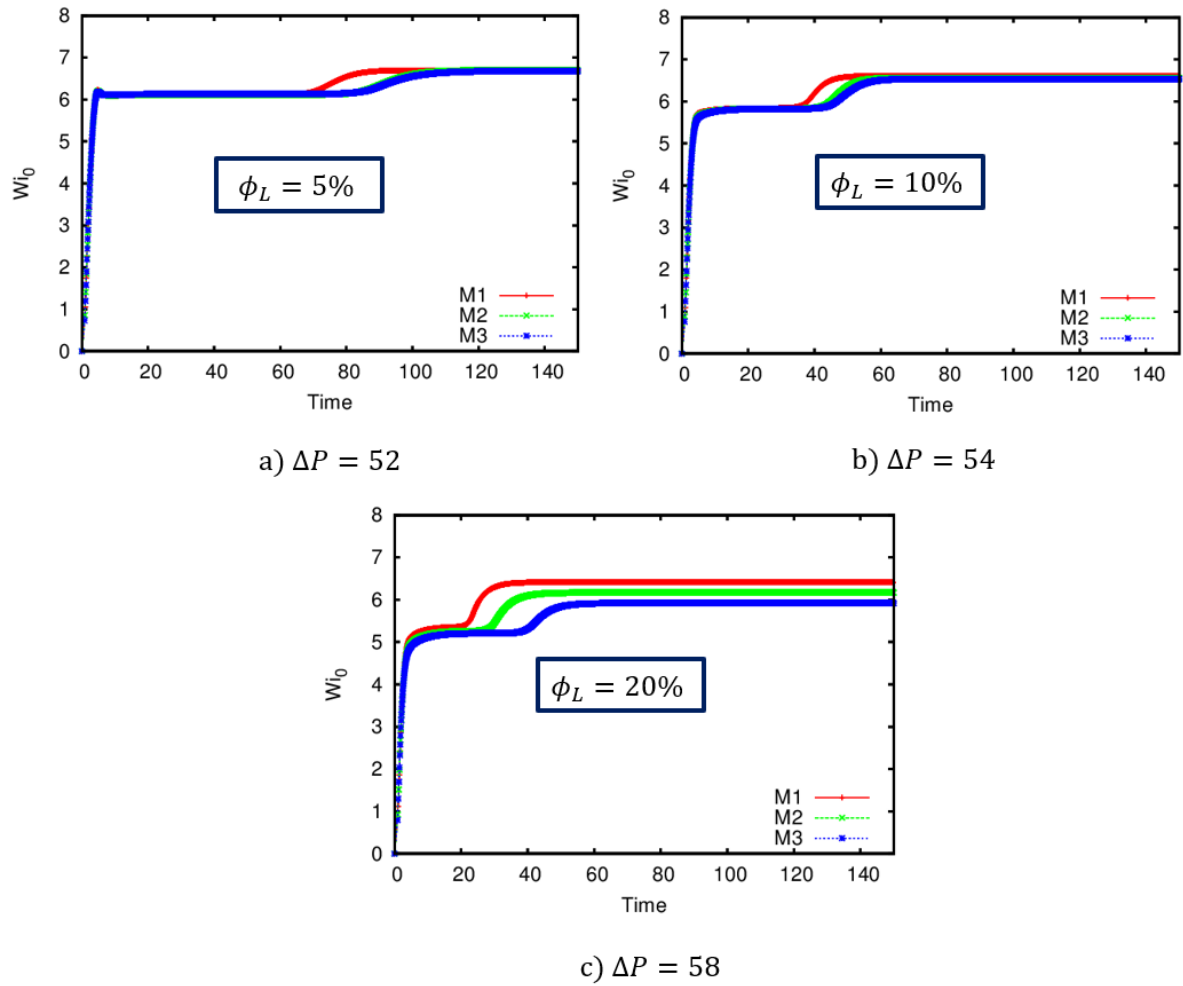 8
7
6
5
4
3
2
1
0
Wi0
ϕL = 5%
M1
M2
M3
0 20 40 60 80 100 120 140
Time
a) ΔP = 52
8
7
6
5
4
3
2
1
0
Wi0
ϕL = 10%
M1
M2
M3
0 20 40 60 80 100 120 140
Time
b) ΔP = 54
8
7
6
5
4
3
2
1
0
Wi0
ϕL = 20%
M1
M2
M3
0 20 40 60 80 100 120 140
Time
c) ΔP = 58